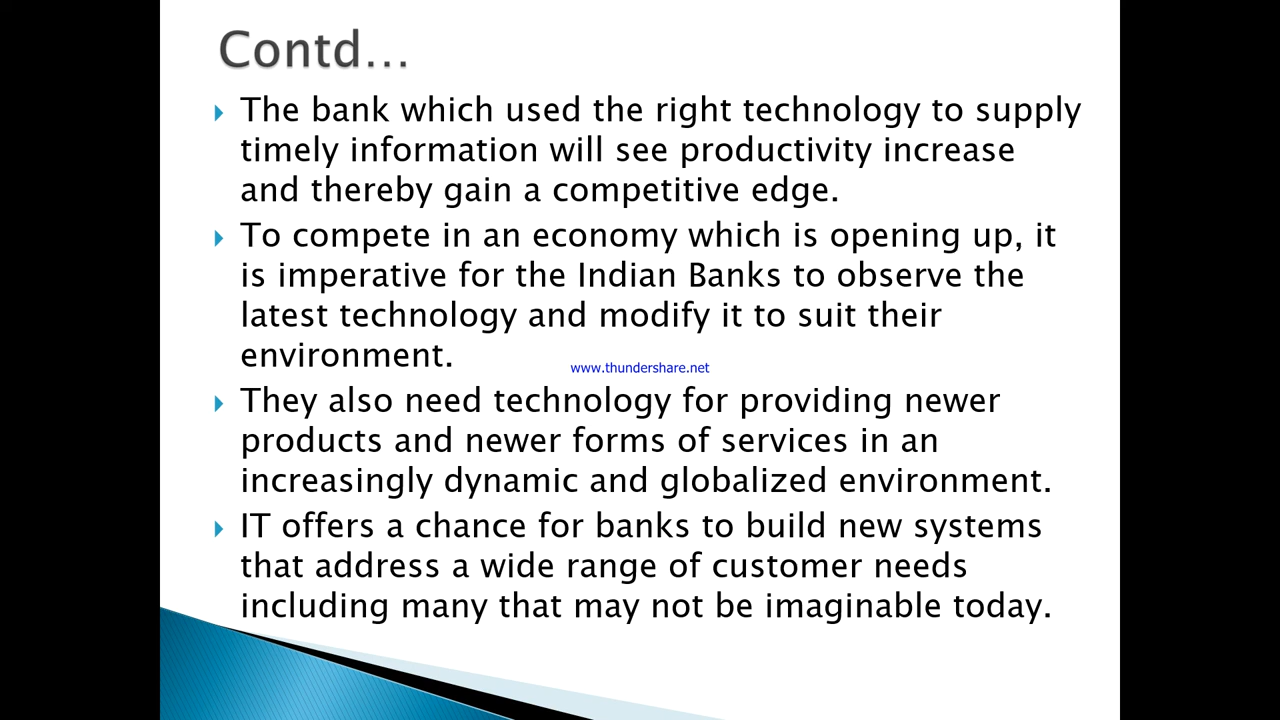 Contd...
The bank which used the right technology to supply
timely information will see productivity increase
and thereby gain a competitive edge.
To compete in an economy which is opening up, it
is imperative for the Indian Banks to observe the
latest technology and modify it to suit their
environment.
www.thundershare.net
They also need technology for providing newer
products and newer forms of services in an
increasingly dynamic and globalized environment.
IT offers a chance for banks to build new systems
that address a wide range of customer needs
including many that may not be imaginable today.